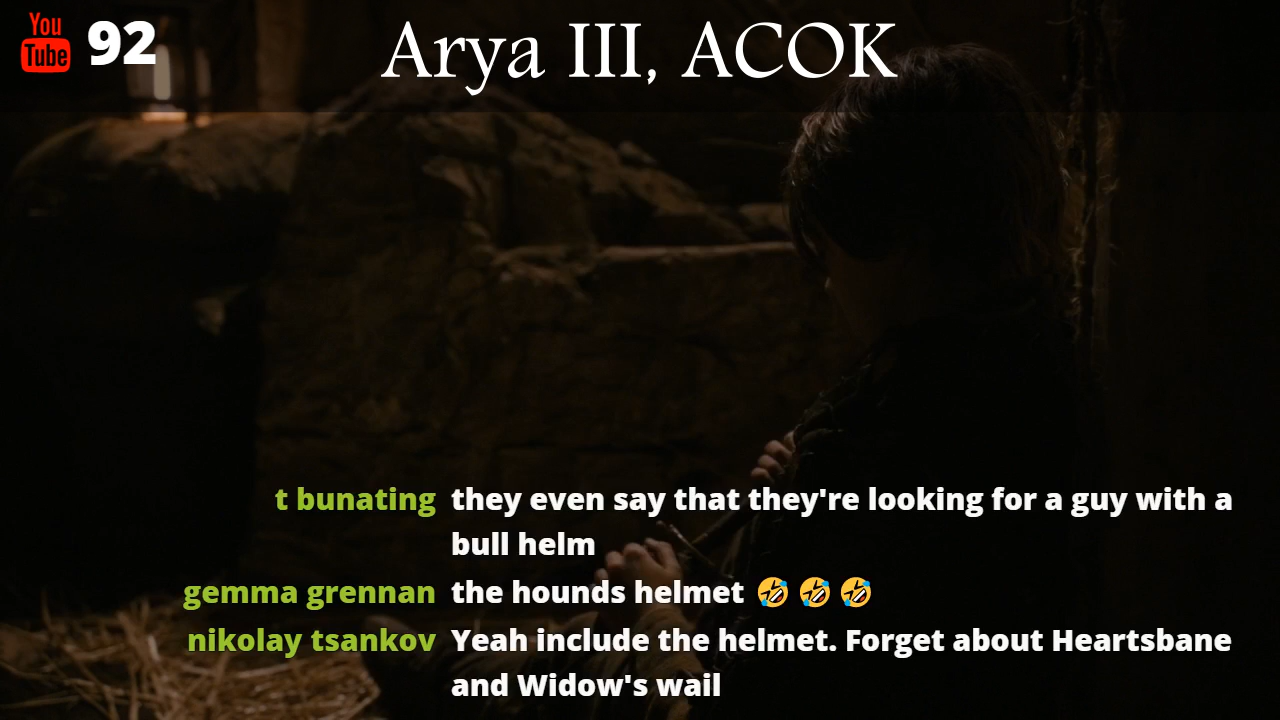 You
Tube
92
Arya III, ACOK
t bunating they even say that they're looking for a guy with a
bull helm
gemma grennan the hounds helmet 🤣 🤣 🤣
nikolay tsankov Yeah include the helmet. Forget about Heartsbane
and Widow's wail